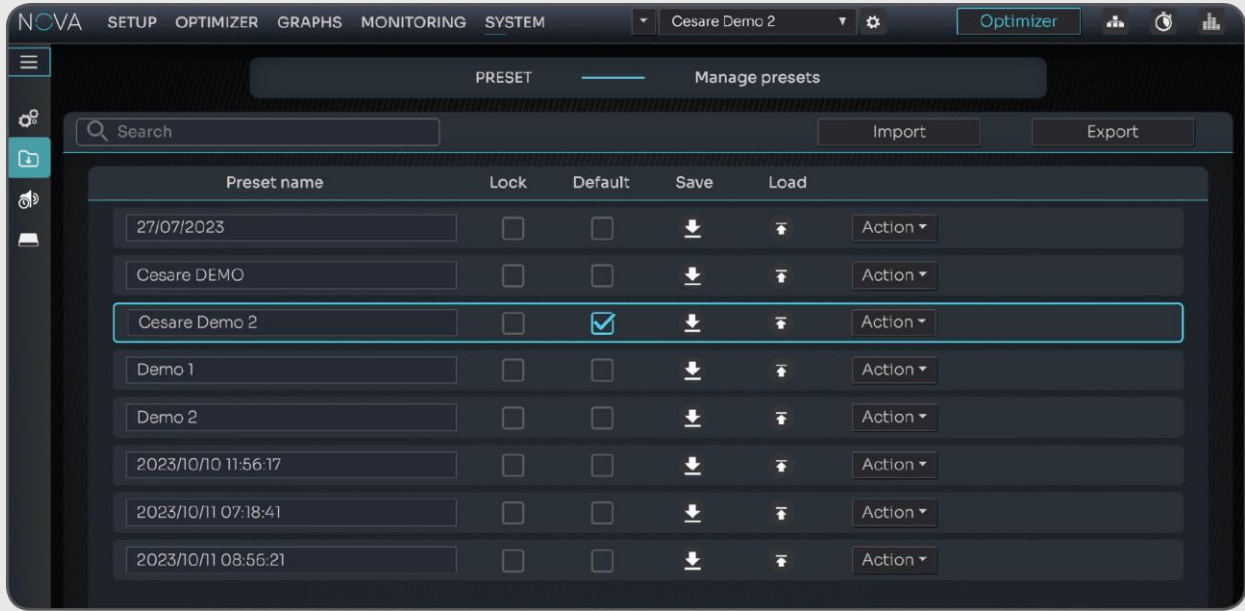 NOVA SETUP OPTIMIZER GRAPHS MONITORING SYSTEM Cesare Demo 2 Optimizer
PRESET Manage presets
Search Import Export
Preset name Lock Default Save Load
27/07/2023 Action
Cesare DEMO Action
Cesare Demo 2 Action
Demo 1 Action
Demo 2 Action
2023/10/10 11:56:17 Action
2023/10/11 07:18:41 Action
2023/10/11 08:56:21 Action